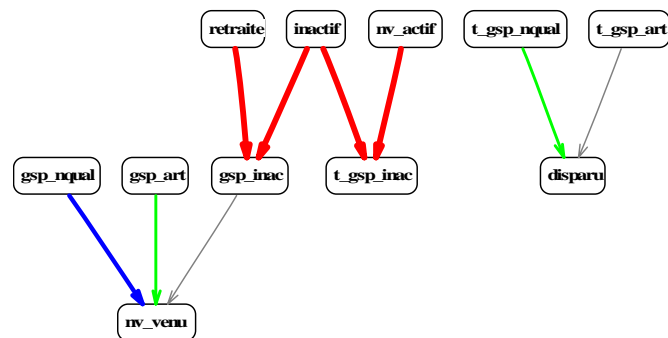 retraite
inactif
nv_actif
t_gsp_nqual
t_gsp_art
gsp_nqual
gsp_art
gsp_inac
t_gsp_inac
disparu
nv_venu